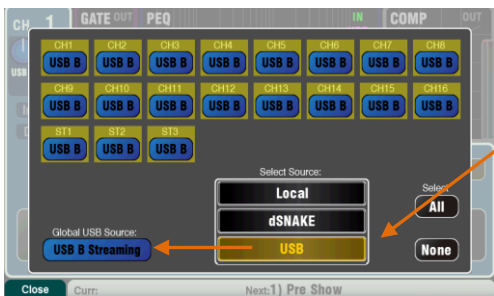 CH 1 GATE OUT PEQ IN COMP OUT
CH1 CH2 CH3 CH4 CH5 CH6 CH7 CH8
USB B USB B USB B USB B USB B USB B USB B USB B
CH9 CH10 CH11 CH12 CH13 CH14 CH15 CH16
USB B USB B USB B USB B USB B USB B USB B USB B
ST1 ST2 ST3
USB B USB B USB B
Select Source:
Local
dSNAKE
USB
Select
All
None
Global USB Source:
USB B Streaming
Close Curr: Next:1) Pre Show